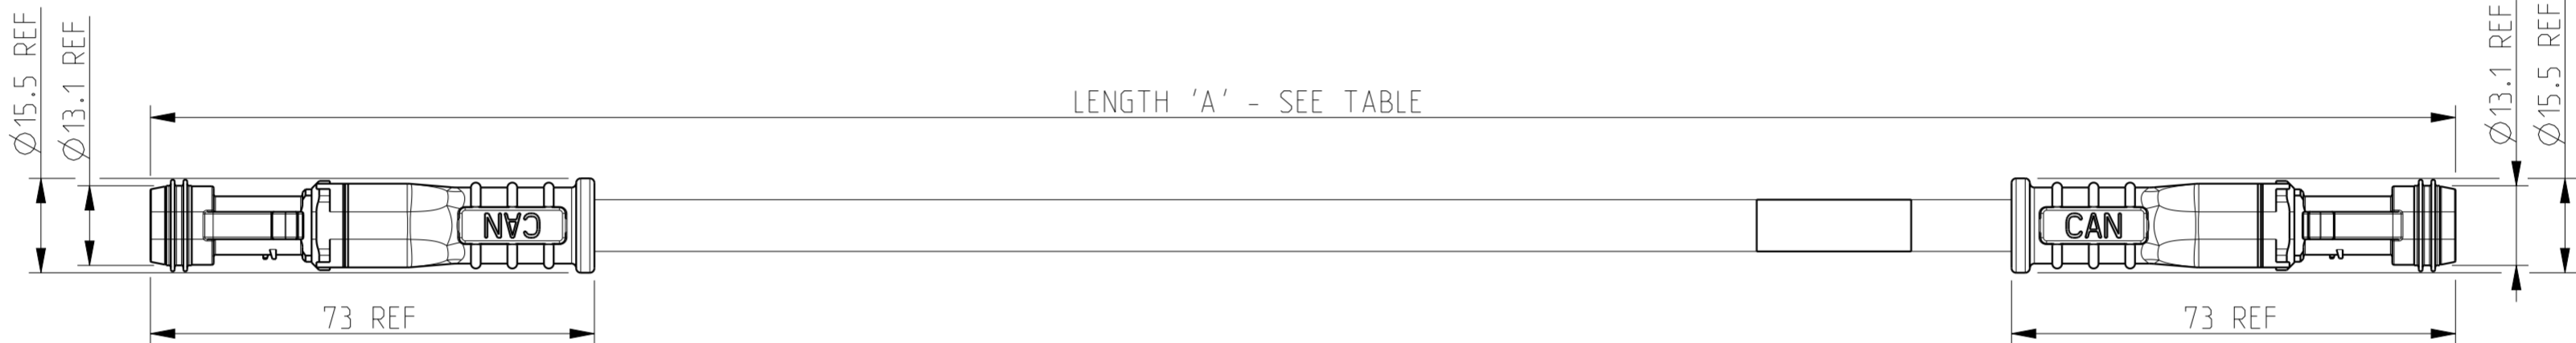 Ø15.5 REF
Ø13.1 REF
LENGTH 'A' - SEE TABLE
Ø13.1 REF
Ø15.5 REF
CAN
CAN
73 REF
73 REF